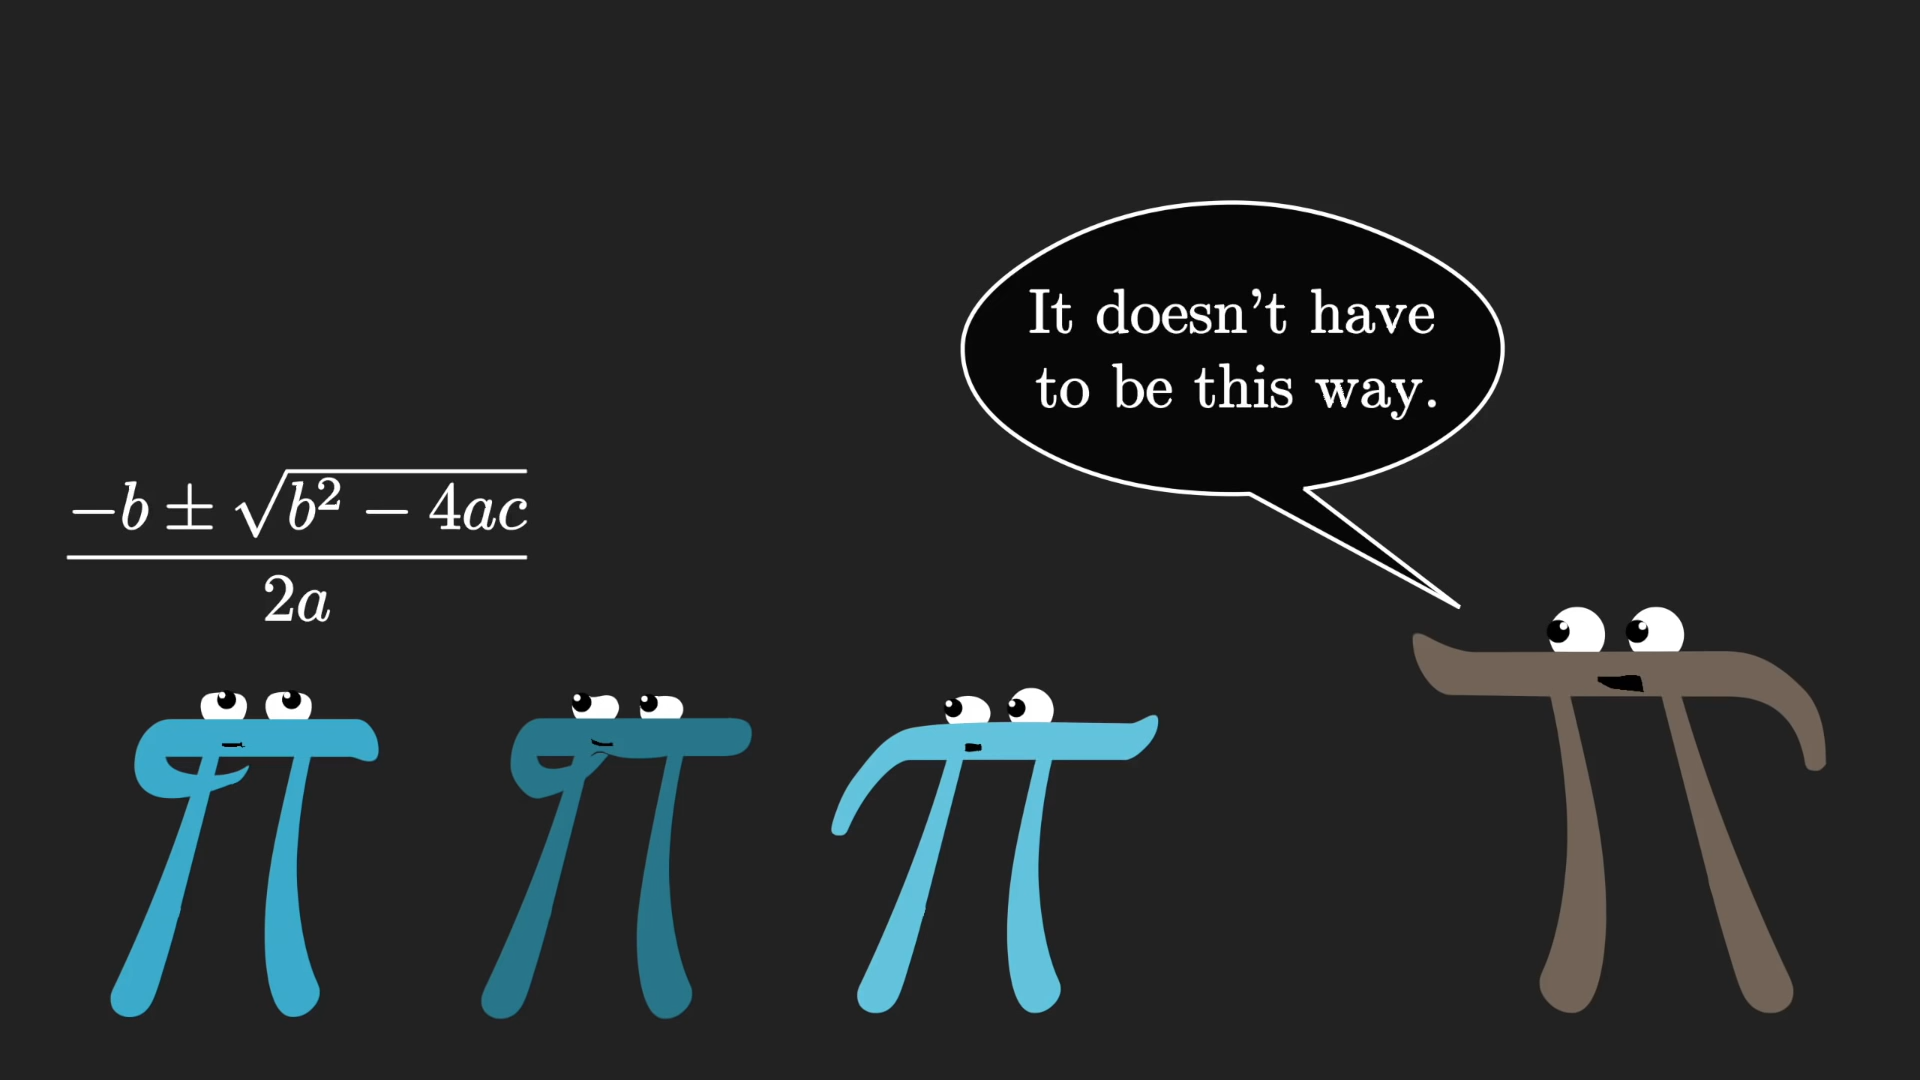 It doesn't have
to be this way.
−b ± √b² − 4ac
2a